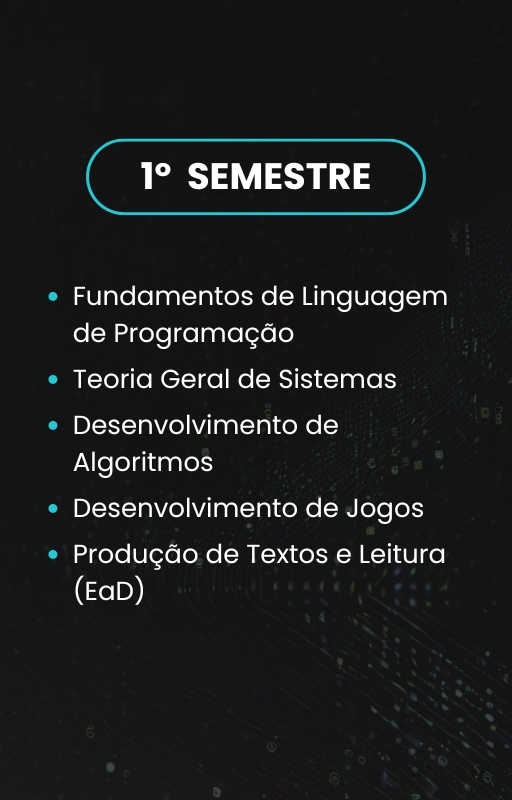 1º SEMESTRE
Fundamentos de Linguagem
de Programação
Teoria Geral de Sistemas
Desenvolvimento de
Algoritmos
Desenvolvimento de Jogos
Produção de Textos e Leitura
(EaD)